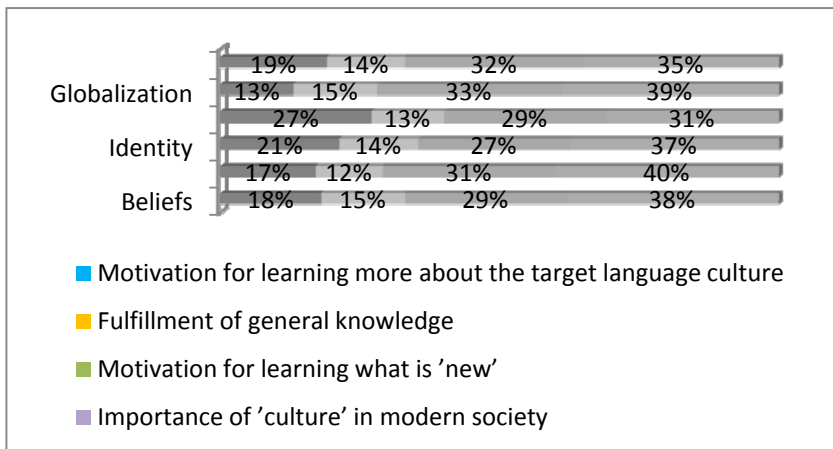 19% 14% 32% 35%
Globalization 13% 15% 33% 39%
27% 13% 29% 31%
Identity 21% 14% 27% 37%
17% 12% 31% 40%
Beliefs 18% 15% 29% 38%
Motivation for learning more about the target language culture
Fulfillment of general knowledge
Motivation for learning what is ’new’
Importance of ’culture’ in modern society